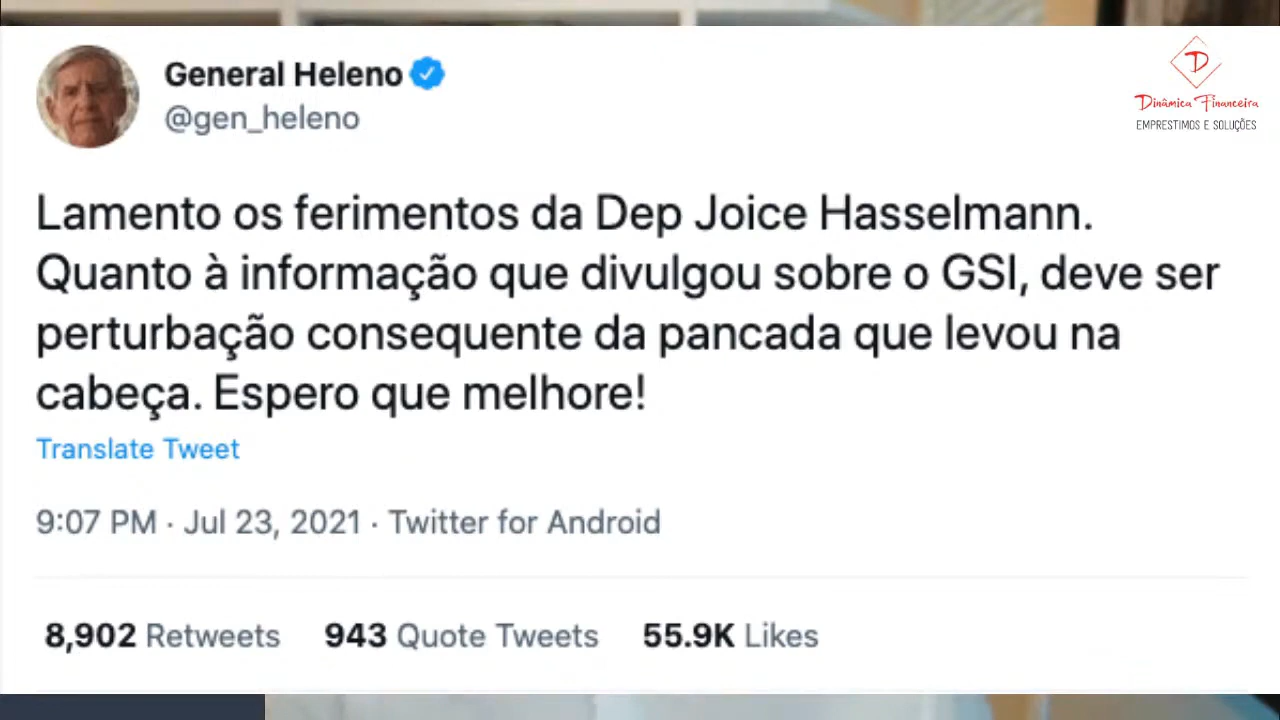 General Heleno
@gen_heleno
D
Dinâmica Financeira
EMPRESTIMOS E SOLUÇÕES
Lamento os ferimentos da Dep Joice Hasselmann.
Quanto à informação que divulgou sobre o GSI, deve ser
perturbação consequente da pancada que levou na
cabeça. Espero que melhore!
Translate Tweet
9:07 PM · Jul 23, 2021 · Twitter for Android
8,902 Retweets 943 Quote Tweets 55.9K Likes